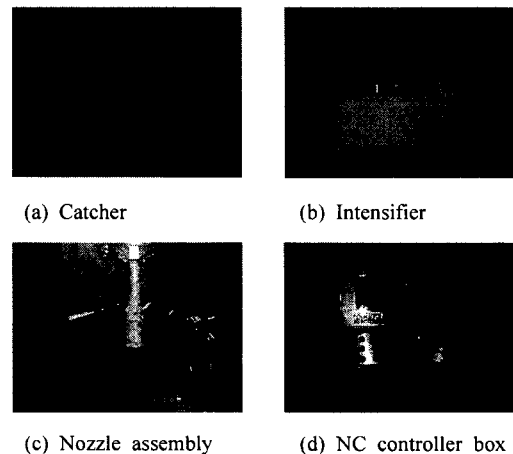 (a) Catcher
(b) Intensifier
(c) Nozzle assembly
(d) NC controller box